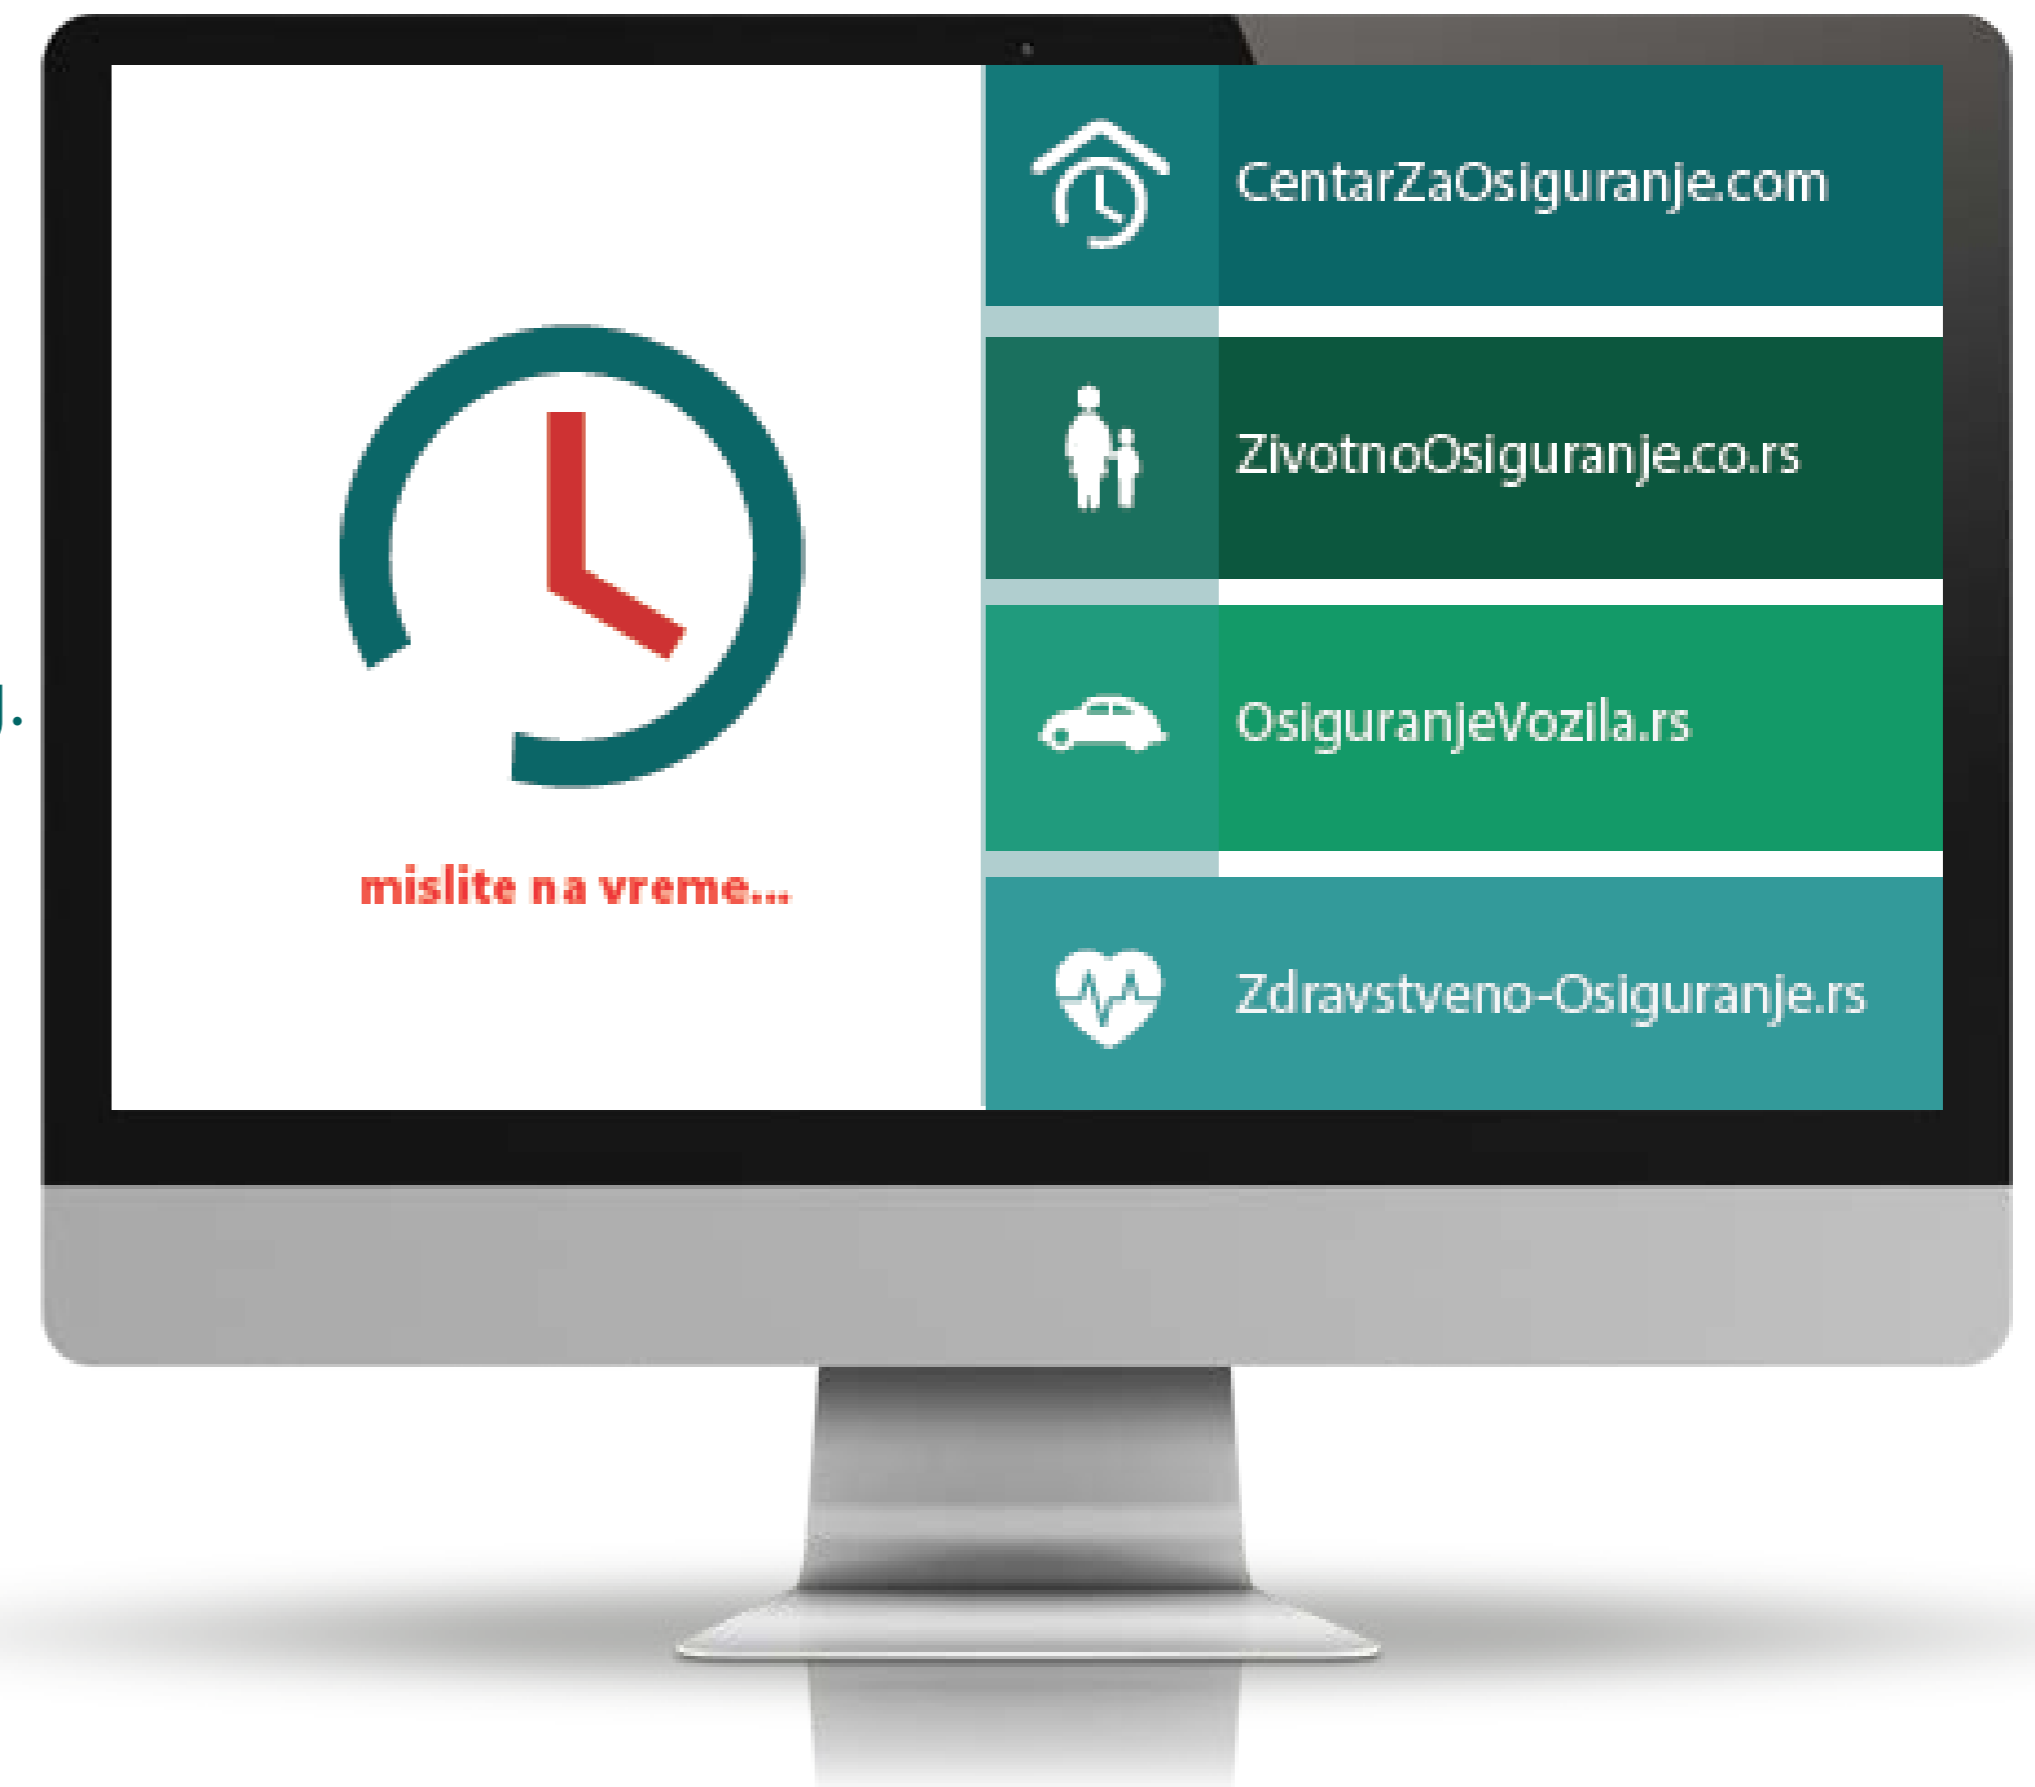 mislite na vreme...
CentarZaOsiguranje.com
ZivotnoOsiguranje.co.rs
OsiguranjeVozila.rs
Zdravstveno-Osiguranje.rs